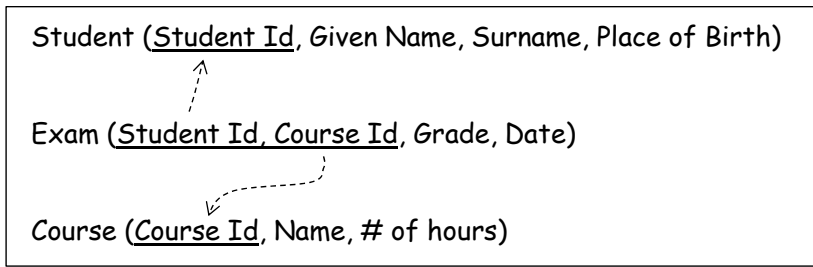 Student (Student Id, Given Name, Surname, Place of Birth)
Exam (Student Id, Course Id, Grade, Date)
Course (Course Id, Name, # of hours)